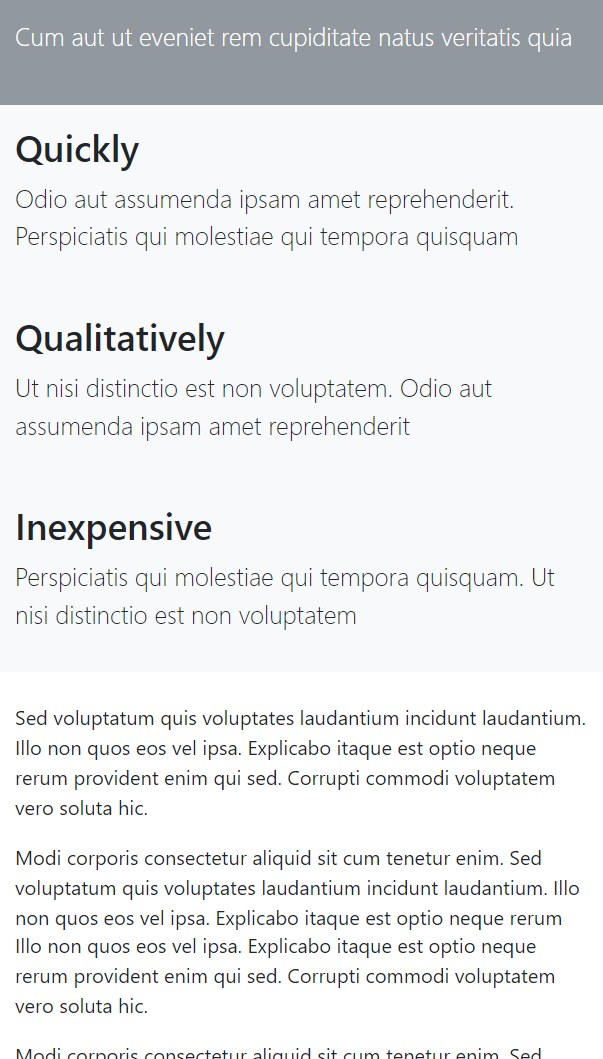 Cum aut ut eveniet rem cupiditate natus veritatis quia
Quickly
Odio aut assumenda ipsam amet reprehenderit.
Perspiciatis qui molestiae qui tempora quisquam
Qualitatively
Ut nisi distinctio est non voluptatem. Odio aut
assumenda ipsam amet reprehenderit
Inexpensive
Perspiciatis qui molestiae qui tempora quisquam. Ut
nisi distinctio est non voluptatem
Sed voluptatum quis voluptates laudantium incidunt laudantium.
Illo non quos eos vel ipsa. Explicabo itaque est optio neque
rerum provident enim qui sed. Corrupti commodi voluptatem
vero soluta hic.
Modi corporis consectetur aliquid sit cum tenetur enim. Sed
voluptatum quis voluptates laudantium incidunt laudantium. Illo
non quos eos vel ipsa. Explicabo itaque est optio neque rerum
Illo non quos eos vel ipsa. Explicabo itaque est optio neque
rerum provident enim qui sed. Corrupti commodi voluptatem
vero soluta hic.
Modi corporis consectetur aliquid sit cum tenetur enim. Sed